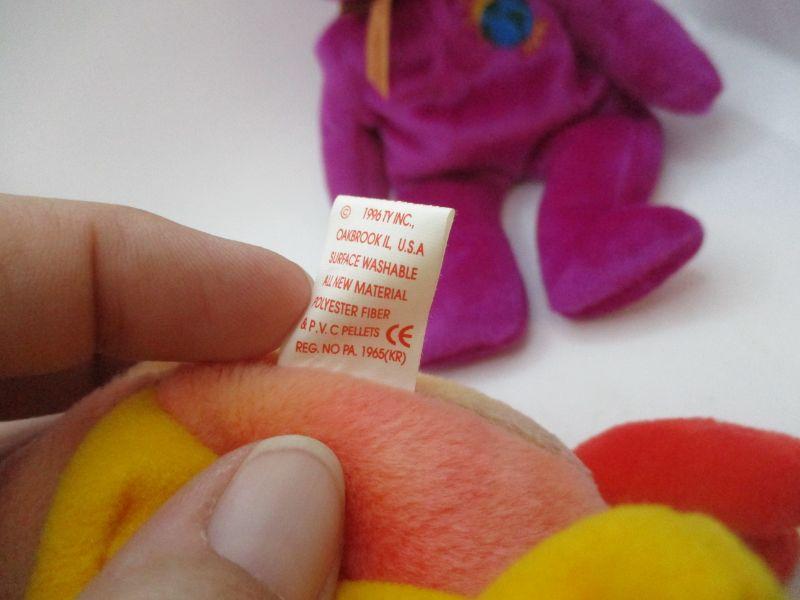 © 1996 TY INC.,
OAKBROOK IL, U.S.A
SURFACE WASHABLE
ALL NEW MATERIAL
POLYESTER FIBER
& P.V. C PELLETS CE
REG. NO PA. 1965(KR)